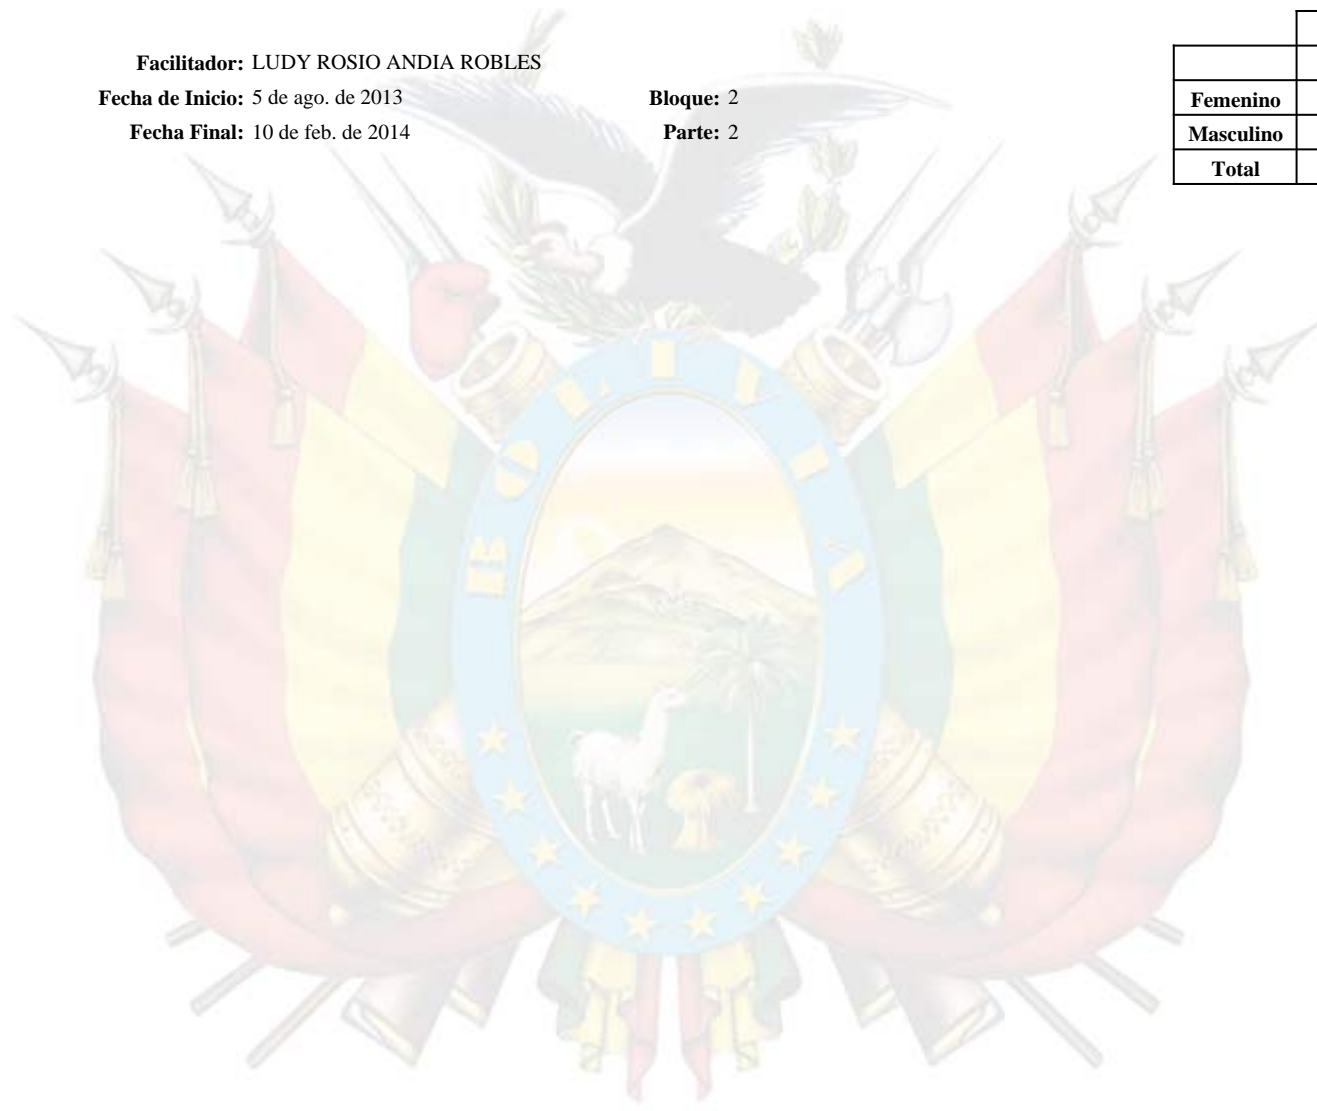 Facilitador: LUDY ROSIO ANDIA ROBLES
Fecha de Inicio: 5 de ago. de 2013 Bloque: 2
Fecha Final: 10 de feb. de 2014 Parte: 2
Femenino
Masculino
Total
BOLIVIA